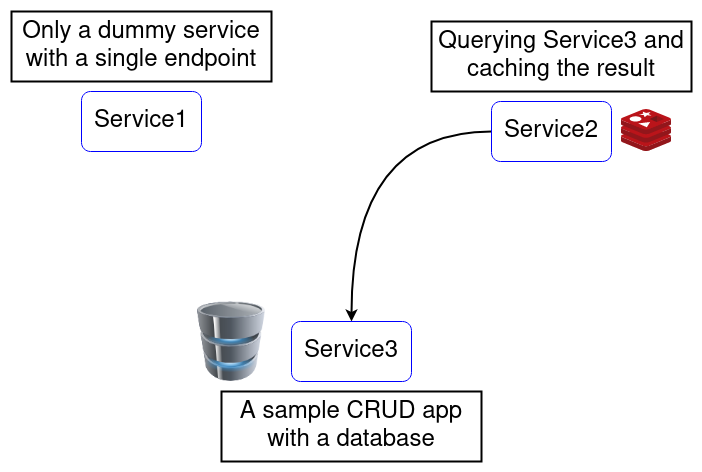 Only a dummy service
with a single endpoint
Service1
Querying Service3 and
caching the result
Service2
Service3
A sample CRUD app
with a database